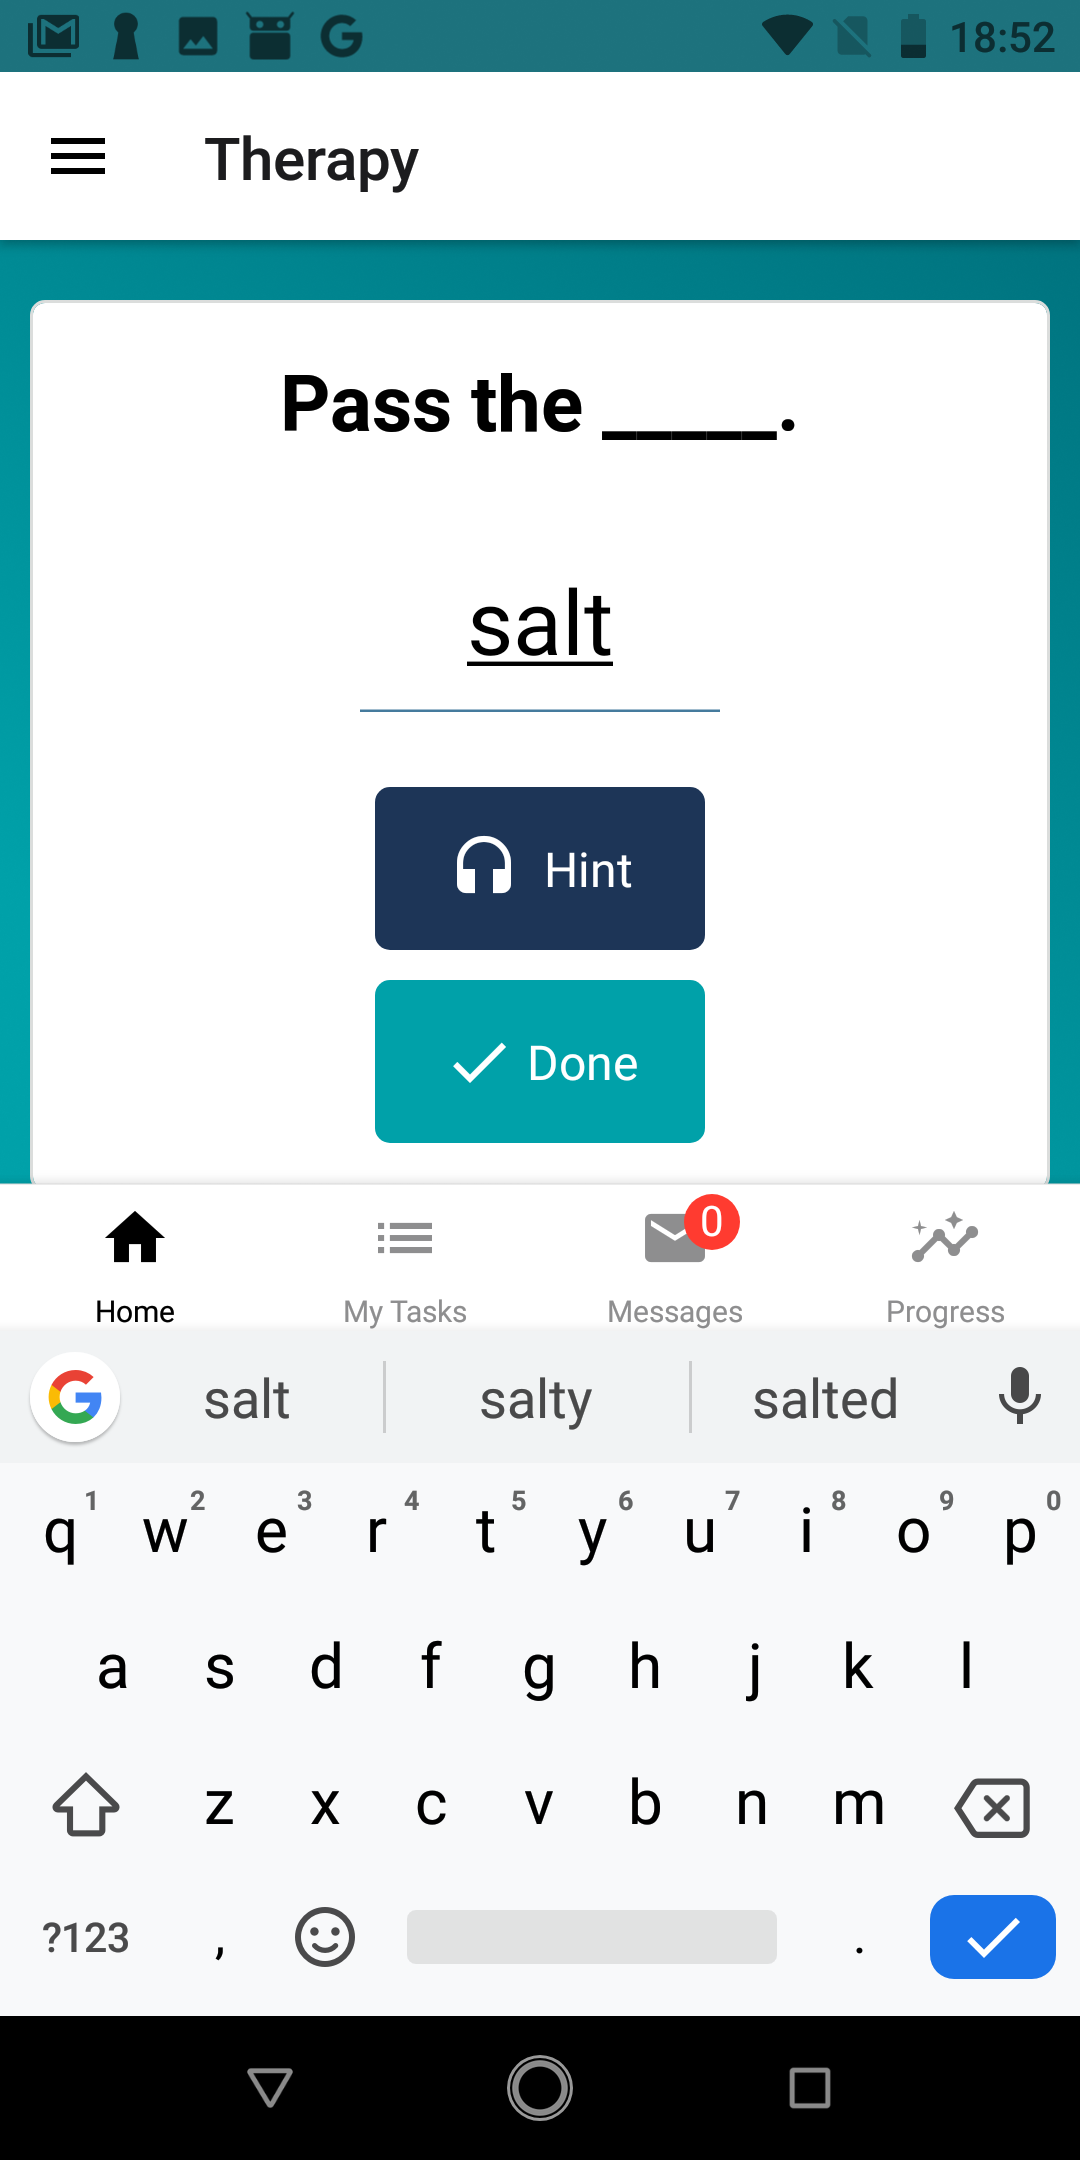 18:52
Therapy
Pass the _____.
salt
Hint
Done
0
Home My Tasks Messages Progress
salt salty salted
1 2 3 4 5 6 7 8 9 0
q w e r t y u i o p
a s d f g h j k l
z x c v b n m
?123 , .